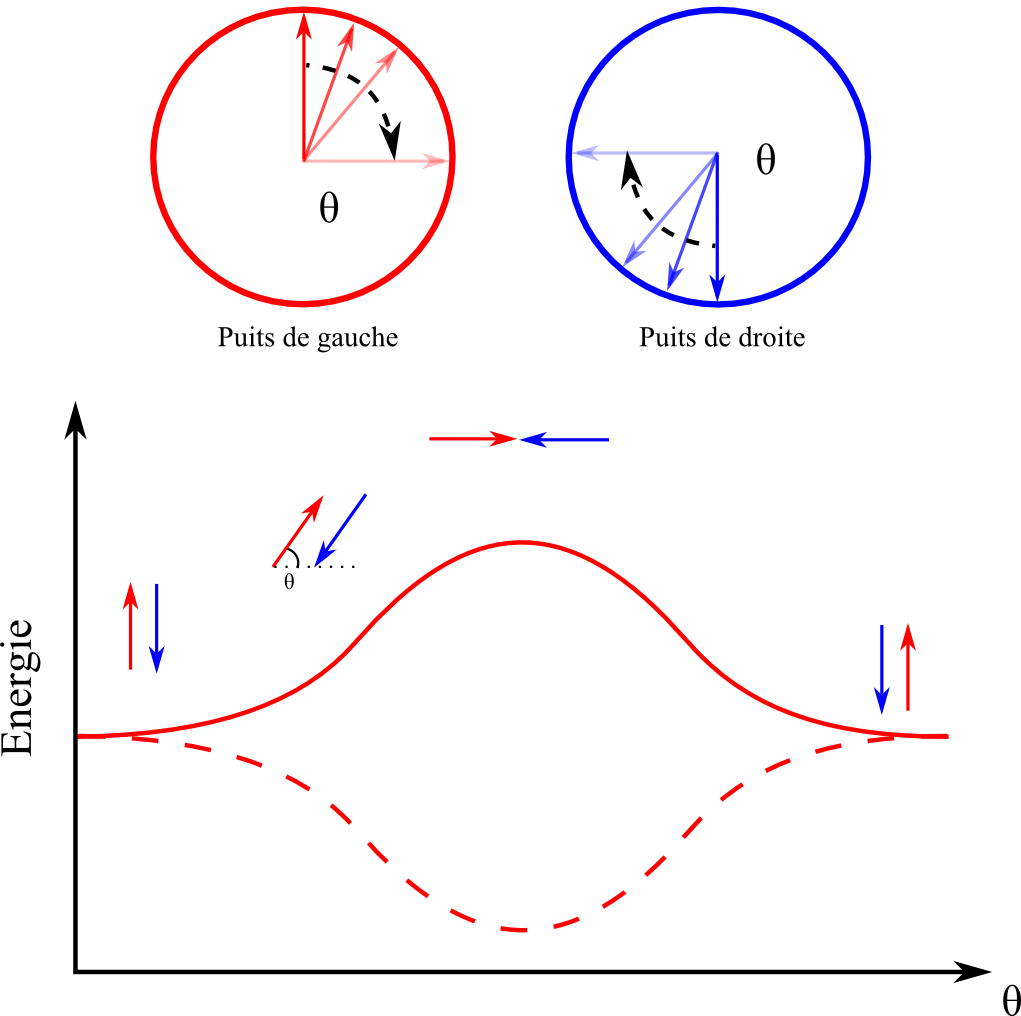 θ
θ
Puits de gauche
Puits de droite
θ
Energie
θ